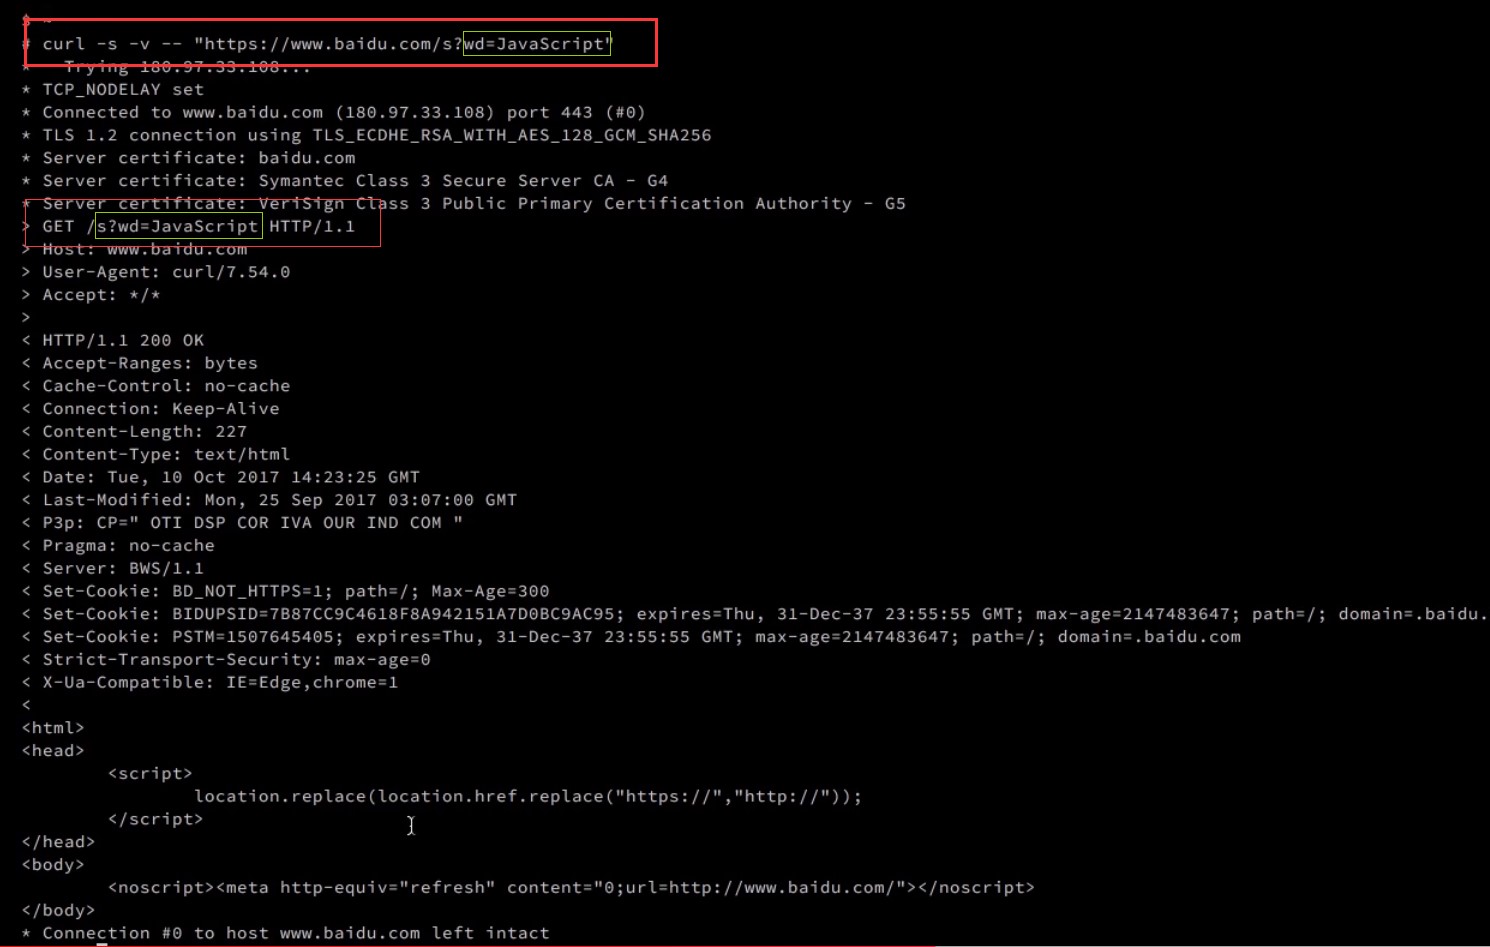 $ ~
# curl -s -v -- "https://www.baidu.com/s?wd=JavaScript"
*   Trying 180.97.33.108...
* TCP_NODELAY set
* Connected to www.baidu.com (180.97.33.108) port 443 (#0)
* TLS 1.2 connection using TLS_ECDHE_RSA_WITH_AES_128_GCM_SHA256
* Server certificate: baidu.com
* Server certificate: Symantec Class 3 Secure Server CA - G4
* Server certificate: VeriSign Class 3 Public Primary Certification Authority - G5
> GET /s?wd=JavaScript HTTP/1.1
> Host: www.baidu.com
> User-Agent: curl/7.54.0
> Accept: */*
>
< HTTP/1.1 200 OK
< Accept-Ranges: bytes
< Cache-Control: no-cache
< Connection: Keep-Alive
< Content-Length: 227
< Content-Type: text/html
< Date: Tue, 10 Oct 2017 14:23:25 GMT
< Last-Modified: Mon, 25 Sep 2017 03:07:00 GMT
< P3p: CP=" OTI DSP COR IVA OUR IND COM "
< Pragma: no-cache
< Server: BWS/1.1
< Set-Cookie: BD_NOT_HTTPS=1; path=/; Max-Age=300
< Set-Cookie: BIDUPSID=7B87CC9C4618F8A942151A7D0BC9AC95; expires=Thu, 31-Dec-37 23:55:55 GMT; max-age=2147483647; path=/; domain=.baidu.
< Set-Cookie: PSTM=1507645405; expires=Thu, 31-Dec-37 23:55:55 GMT; max-age=2147483647; path=/; domain=.baidu.com
< Strict-Transport-Security: max-age=0
< X-Ua-Compatible: IE=Edge,chrome=1
<
<html>
<head>
        <script>
                location.replace(location.href.replace("https://","http://"));
        </script>
</head>
<body>
        <noscript><meta http-equiv="refresh" content="0;url=http://www.baidu.com/"></noscript>
</body>
* Connection #0 to host www.baidu.com left intact